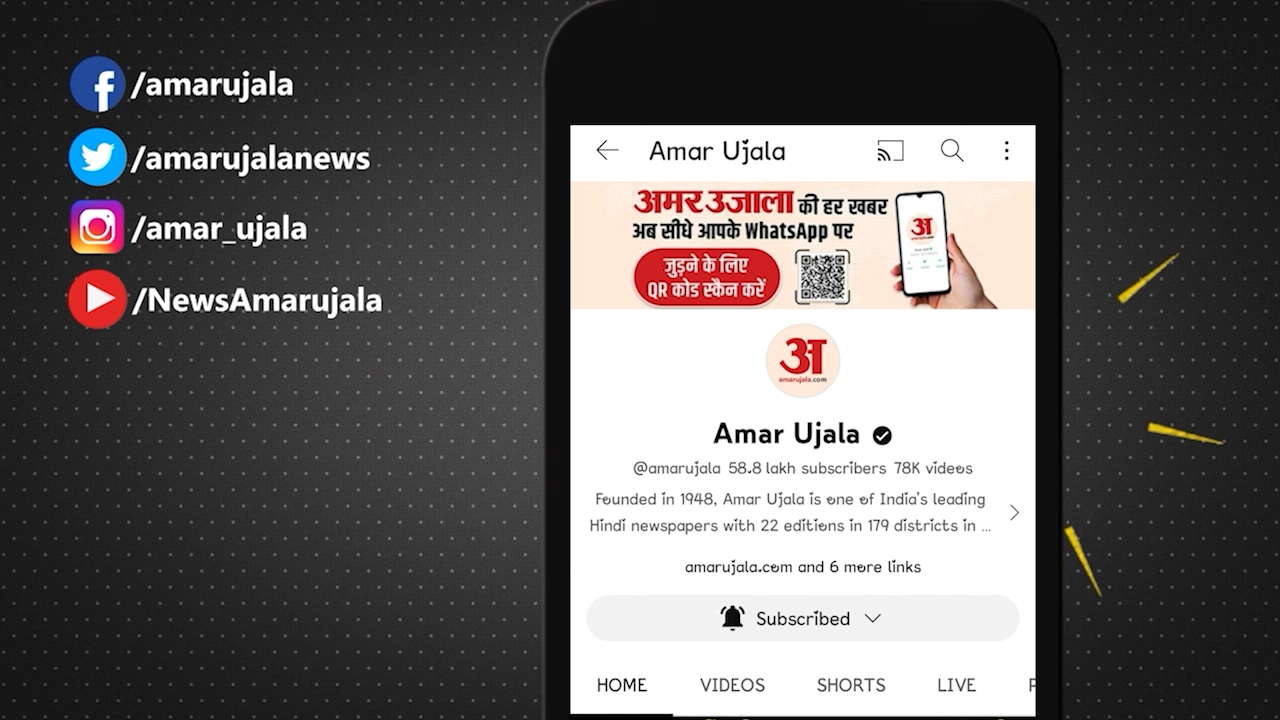 /amarujala
/amarujalanews
/amar_ujala
/NewsAmarujala
Amar Ujala
अमर उजाला की हर खबर
अब सीधे आपके WhatsApp पर
जुड़ने के लिए
QR कोड स्कैन करें
अ
अ
amarujala.com
Amar Ujala
@amarujala 58.8 lakh subscribers 78K videos
Founded in 1948, Amar Ujala is one of India's leading
Hindi newspapers with 22 editions in 179 districts in ...
amarujala.com and 6 more links
Subscribed
HOME VIDEOS SHORTS LIVE